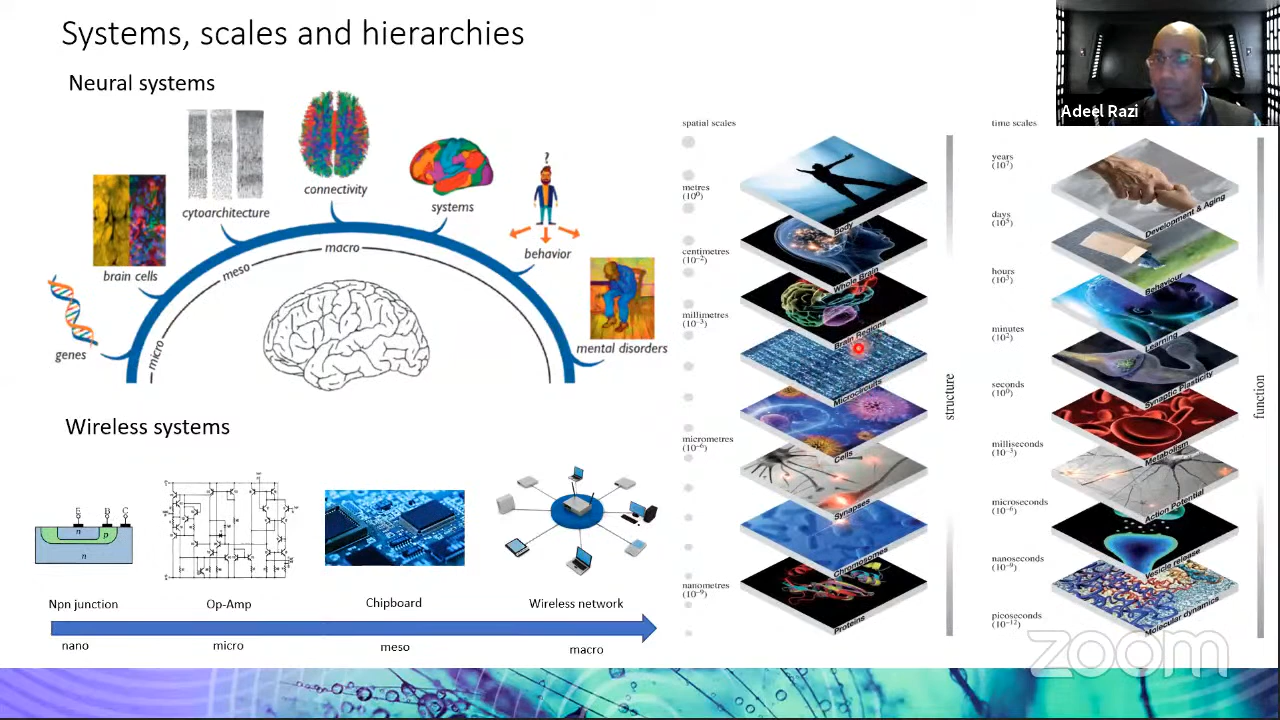 Systems, scales and hierarchies
Adeel Razi
Neural systems
genes
brain cells
cytoarchitecture
connectivity
systems
?
behavior
mental disorders
micro
meso
macro
Wireless systems
E
B
C
n
p
n
Npn junction
Op-Amp
Chipboard
Wireless network
nano
micro
meso
macro
spatial scales
metres
(10⁰)
centimetres
(10⁻²)
millimetres
(10⁻³)
micrometres
(10⁻⁶)
nanometres
(10⁻⁹)
Body
Whole Brain
Brain Regions
Microcircuits
Cells
Synapses
Chromosomes
Proteins
structure
time scales
years
(10⁷)
days
(10⁵)
hours
(10³)
minutes
(10²)
seconds
(10⁰)
milliseconds
(10⁻³)
microseconds
(10⁻⁶)
nanoseconds
(10⁻⁹)
picoseconds
(10⁻¹²)
Development & Aging
Behaviour
Learning
Synaptic Plasticity
Metabolism
Action Potential
Vesicle release
Molecular dynamics
function
zoom